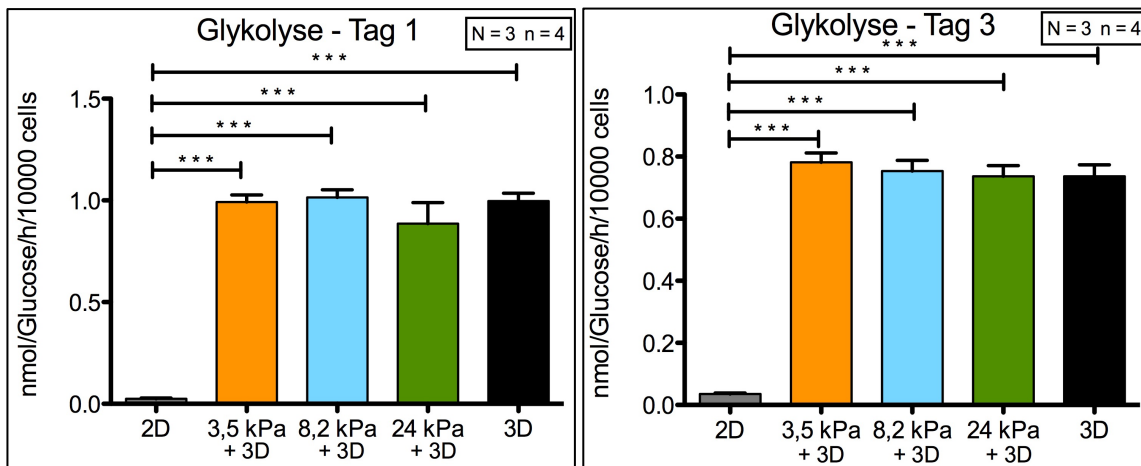 Glykolyse - Tag 1
N = 3 n = 4
***
***
***
***
nmol/Glucose/h/10000 cells
1.5
1.0
0.5
0.0
2D
3,5 kPa + 3D
8,2 kPa + 3D
24 kPa + 3D
3D
Glykolyse - Tag 3
N = 3 n = 4
***
***
***
***
nmol/Glucose/h/10000 cells
1.0
0.8
0.6
0.4
0.2
0.0
2D
3,5 kPa + 3D
8,2 kPa + 3D
24 kPa + 3D
3D